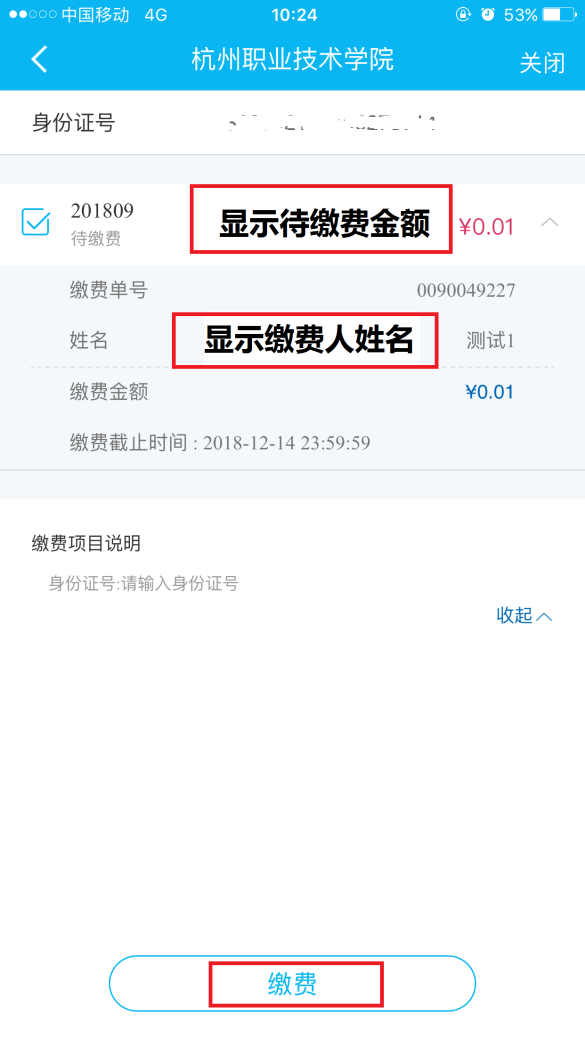 中国移动 4G 10:24 53%
杭州职业技术学院 关闭
身份证号
201809 显示待缴费金额 ¥0.01
待缴费
缴费单号 0090049227
姓名 显示缴费人姓名 测试1
缴费金额 ¥0.01
缴费截止时间 : 2018-12-14 23:59:59
缴费项目说明
身份证号:请输入身份证号
收起
缴费